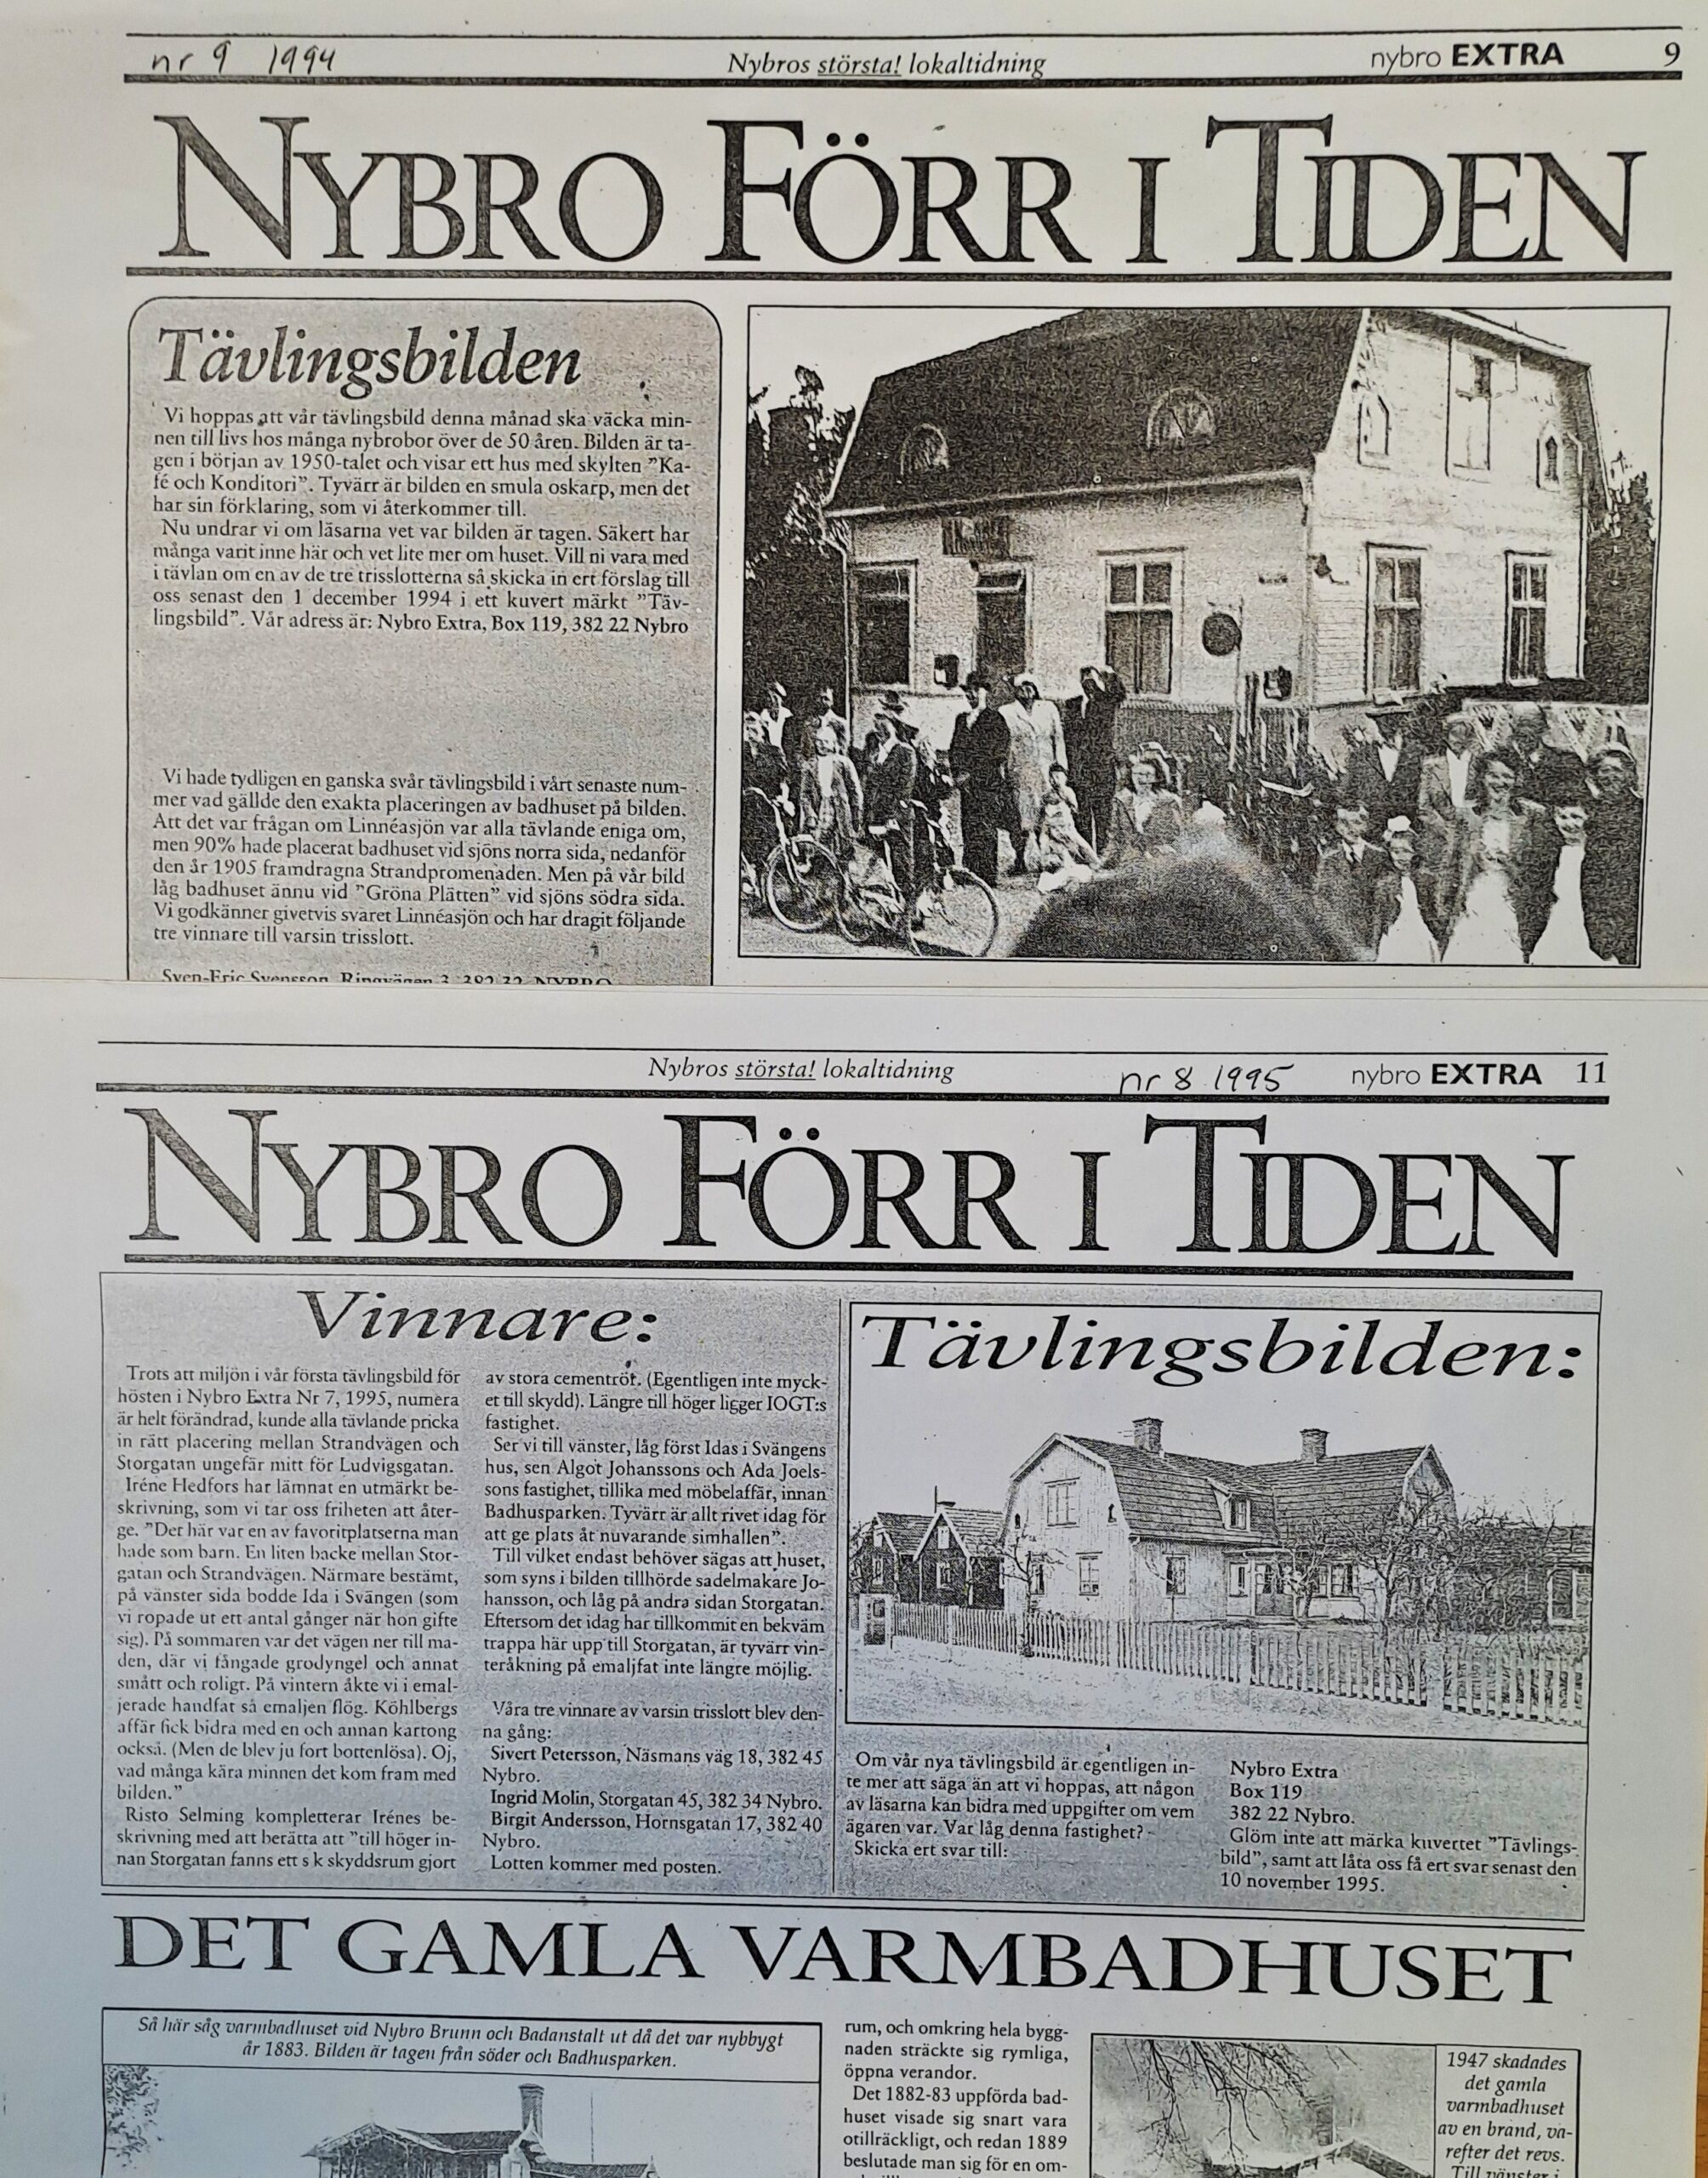 nr 9 1994
Nybros största! lokaltidning
nybro EXTRA 9
NYBRO FÖRR I TIDEN
Tävlingsbilden
Vi hoppas att vår tävlingsbild denna månad ska väcka min-
nen till livs hos många nybrobor över de 50 åren. Bilden är ta-
gen i början av 1950-talet och visar ett hus med skylten "Ka-
fé och Konditori". Tyvärr är bilden en smula oskarp, men det
har sin förklaring, som vi återkommer till.
Nu undrar vi om läsarna vet var bilden är tagen. Säkert har
många varit inne här och vet lite mer om huset. Vill ni vara med
i tävlan om en av de tre trisslotterna så skicka in ert förslag till
oss senast den 1 december 1994 i ett kuvert märkt "Täv-
lingsbild". Vår adress är: Nybro Extra, Box 119, 382 22 Nybro
Vi hade tydligen en ganska svår tävlingsbild i vårt senaste num-
mer vad gällde den exakta placeringen av badhuset på bilden.
Att det var frågan om Linnéasjön var alla tävlande eniga om,
men 90% hade placerat badhuset vid sjöns norra sida, nedanför
den år 1905 framdragna Strandpromenaden. Men på vår bild
låg badhuset ännu vid "Gröna Plätten" vid sjöns södra sida.
Vi godkänner givetvis svaret Linnéasjön och har dragit följande
tre vinnare till varsin trisslott.
Sven-Eric Svensson, Ringvägen 3, 382 32 NYBRO
Nybros största! lokaltidning
nr 8 1995
nybro EXTRA 11
NYBRO FÖRR I TIDEN
Vinnare:
Trots att miljön i vår första tävlingsbild för
hösten i Nybro Extra Nr 7, 1995, numera
är helt förändrad, kunde alla tävlande pricka
in rätt placering mellan Strandvägen och
Storgatan ungefär mitt för Ludvigsgatan.
Iréne Hedfors har lämnat en utmärkt be-
skrivning, som vi tar oss friheten att åter-
ge. "Det här var en av favoritplatserna man
hade som barn. En liten backe mellan Stor-
gatan och Strandvägen. Närmare bestämt,
på vänster sida bodde Ida i Svängen (som
vi ropade ut ett antal gånger när hon gifte
sig). På sommaren var det vägen ner till ma-
den, där vi fångade grodyngel och annat
smått och roligt. På vintern åkte vi i emal-
jerade handfat så emaljen flög. Köhlbergs
affär fick bidra med en och annan kartong
också. (Men de blev ju fort bottenlösa). Oj,
vad många kära minnen det kom fram med
bilden."
Risto Selming kompletterar Irénes be-
skrivning med att berätta att "till höger in-
nan Storgatan fanns ett s k skyddsrum gjort
av stora cementrör. (Egentligen inte myck-
et till skydd). Längre till höger ligger IOGT:s
fastighet.
Ser vi till vänster, låg först Idas i Svängens
hus, sen Algot Johanssons och Ada Joels-
sons fastighet, tillika med möbelaffär, innan
Badhusparken. Tyvärr är allt rivet idag för
att ge plats åt nuvarande simhallen".
Till vilket endast behöver sägas att huset,
som syns i bilden tillhörde sadelmakare Jo-
hansson, och låg på andra sidan Storgatan.
Eftersom det idag har tillkommit en bekväm
trappa här upp till Storgatan, är tyvärr vin-
teråkning på emaljfat inte längre möjlig.
Våra tre vinnare av varsin trisslott blev den-
na gång:
Sivert Petersson, Näsmans väg 18, 382 45
Nybro.
Ingrid Molin, Storgatan 45, 382 34 Nybro.
Birgit Andersson, Hornsgatan 17, 382 40
Nybro.
Lotten kommer med posten.
Tävlingsbilden:
Om vår nya tävlingsbild är egentligen in-
te mer att säga än att vi hoppas, att någon
av läsarna kan bidra med uppgifter om vem
ägaren var. Var låg denna fastighet?
Skicka ert svar till:
Nybro Extra
Box 119
382 22 Nybro.
Glöm inte att märka kuvertet "Tävlings-
bild", samt att låta oss få ert svar senast den
10 november 1995.
DET GAMLA VARMBADHUSET
Så här såg varmbadhuset vid Nybro Brunn och Badanstalt ut då det var nybbygt
år 1883. Bilden är tagen från söder och Badhusparken.
rum, och omkring hela bygg-
naden sträckte sig rymliga,
öppna verandor.
Det 1882-83 uppförda bad-
huset visade sig snart vara
otillräckligt, och redan 1889
beslutade man sig för en om-
1947 skadades
det gamla
varmbadhuset
av en brand, va-
refter det revs.
Till vänster i